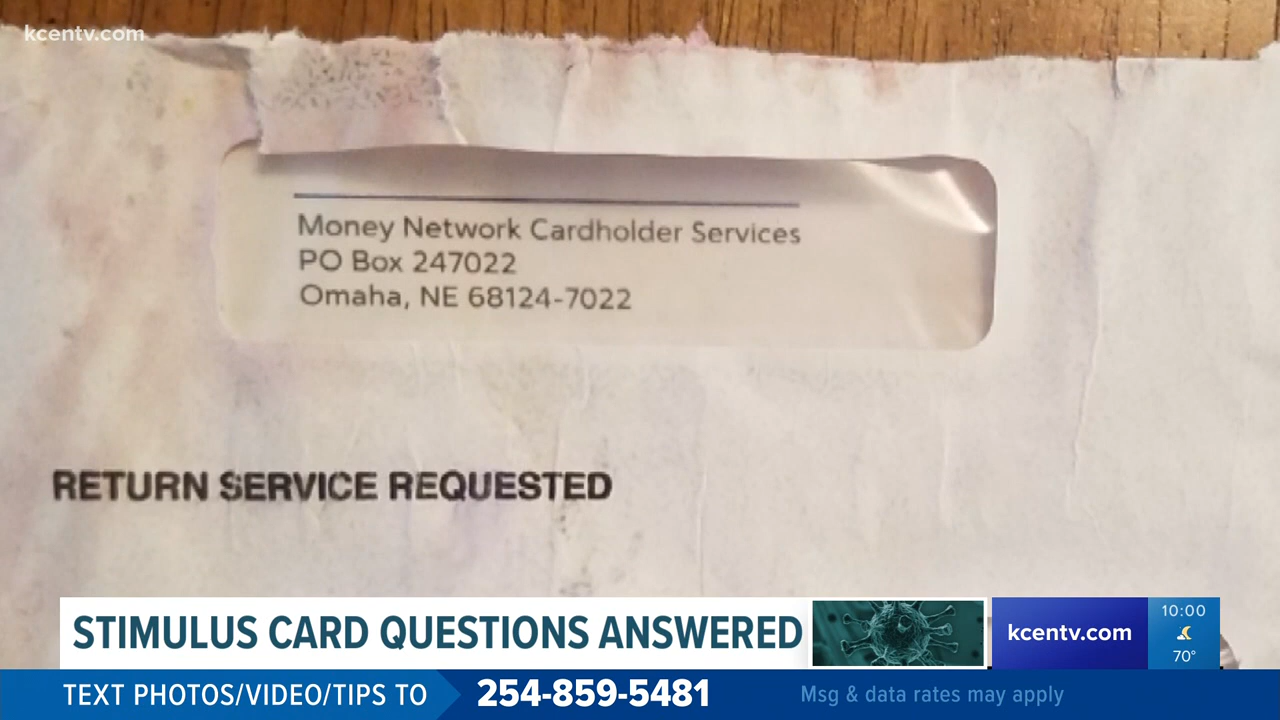 kcentv.com
Money Network Cardholder Services
PO Box 247022
Omaha, NE 68124-7022
RETURN SERVICE REQUESTED
STIMULUS CARD QUESTIONS ANSWERED
kcentv.com
10:00
70°
TEXT PHOTOS/VIDEO/TIPS TO 254-859-5481 Msg & data rates may apply